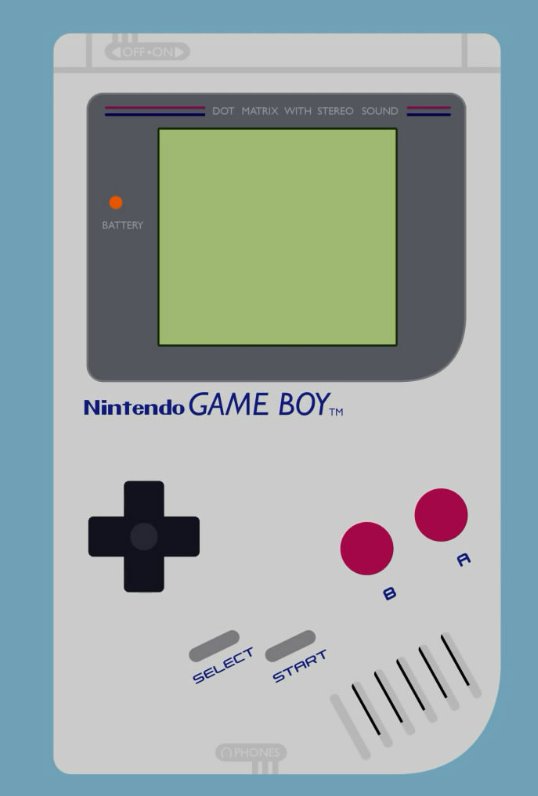 OFF•ON
DOT MATRIX WITH STEREO SOUND
BATTERY
Nintendo GAME BOY™
A
B
SELECT
START
PHONES